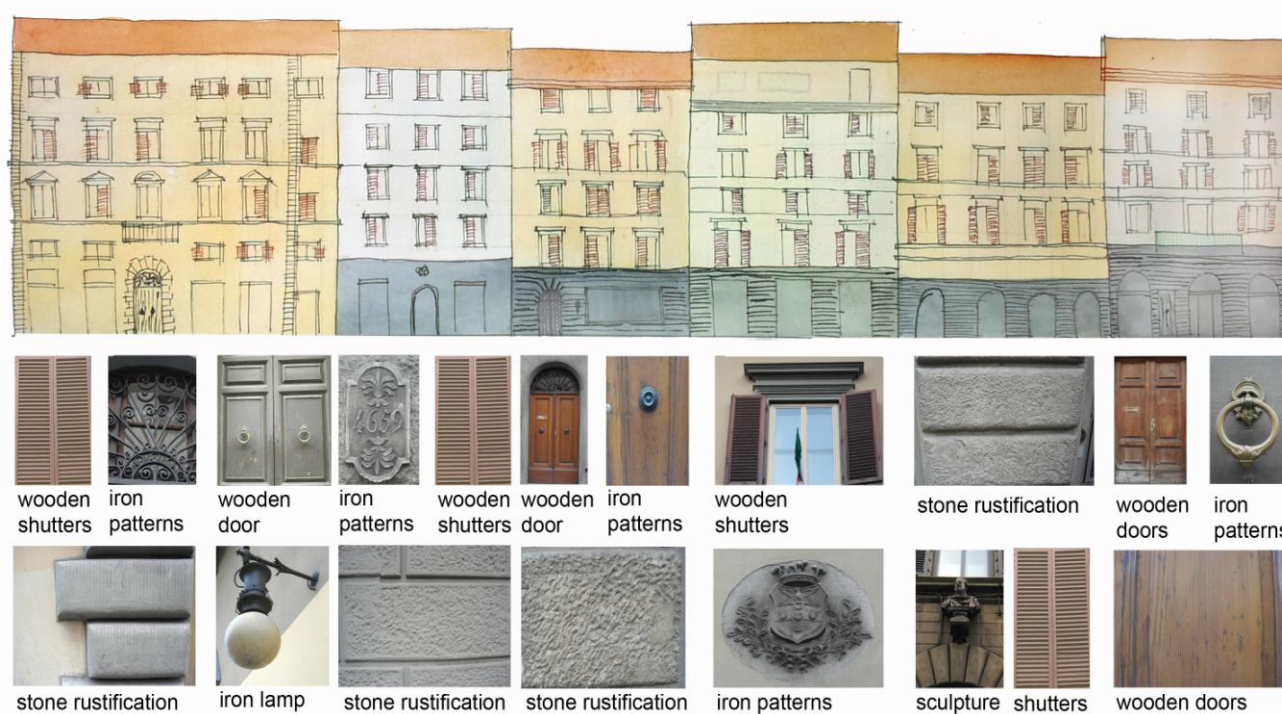 4659
wooden
shutters
iron
patterns
wooden
door
iron
patterns
wooden
shutters
wooden
door
iron
patterns
wooden
shutters
stone rustification
wooden
doors
iron
patterns
stone rustification
iron lamp
stone rustification
stone rustification
iron patterns
sculpture
shutters
wooden doors